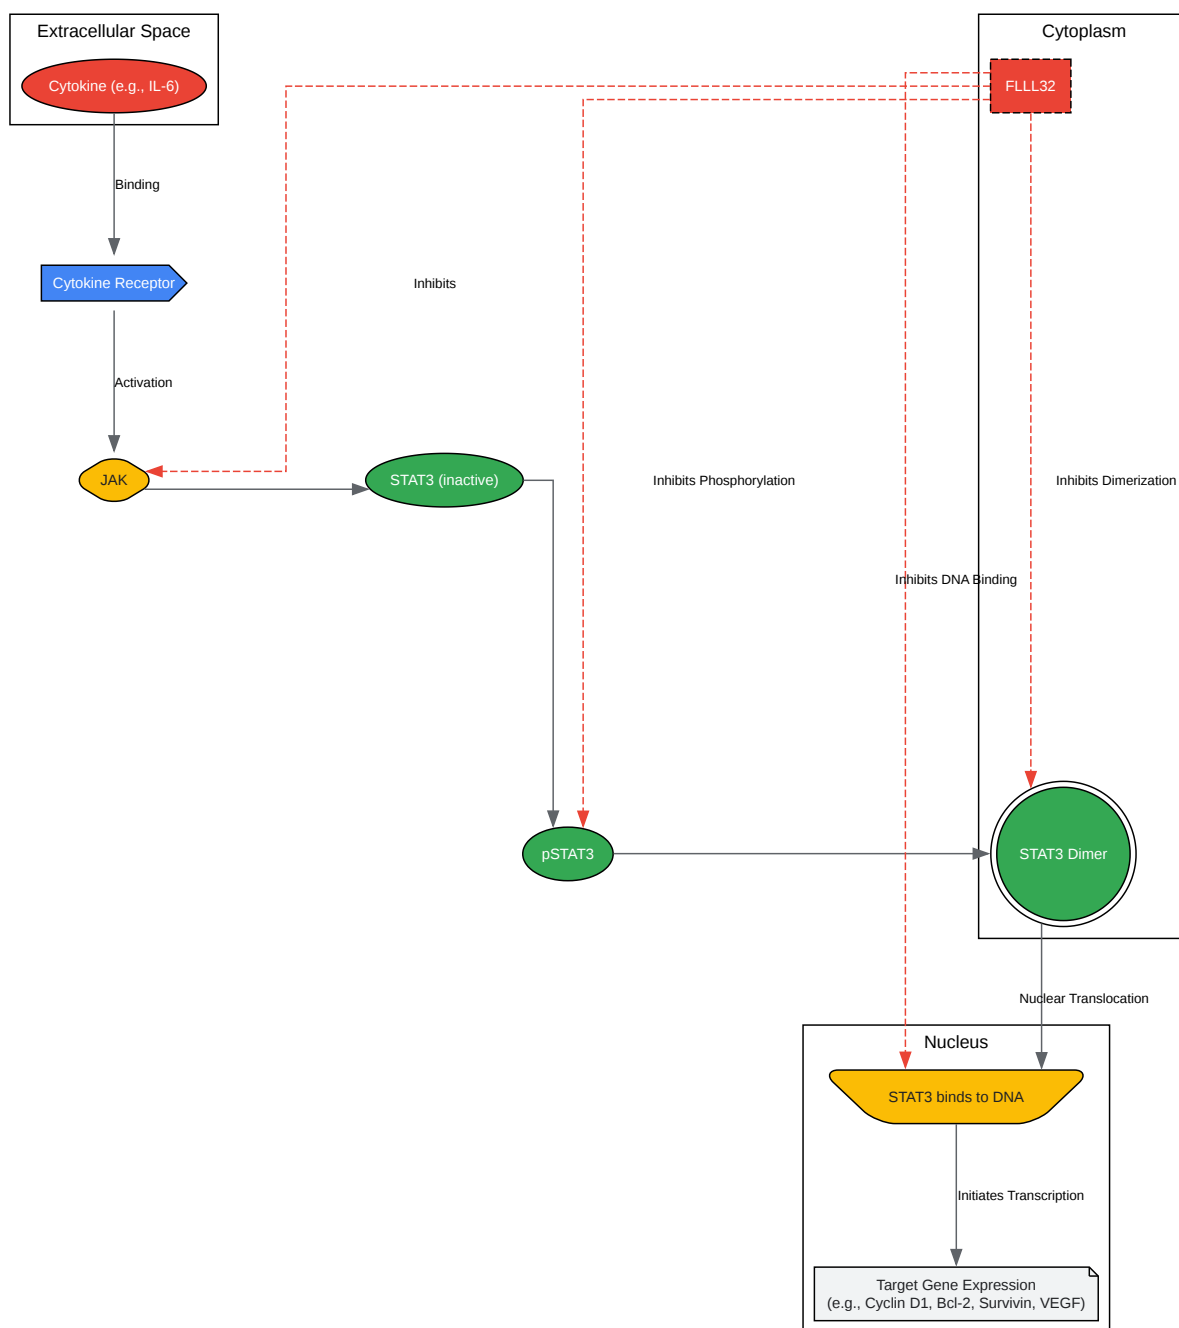 Extracellular Space
Cytoplasm
Cytokine (e.g., IL-6)
FLLL32
Binding
Cytokine Receptor
Inhibits
Activation
JAK
STAT3 (inactive)
Inhibits Phosphorylation
Inhibits Dimerization
Inhibits DNA Binding
pSTAT3
STAT3 Dimer
Nuclear Translocation
Nucleus
STAT3 binds to DNA
Initiates Transcription
Target Gene Expression
(e.g., Cyclin D1, Bcl-2, Survivin, VEGF)